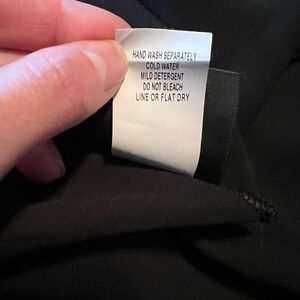 HAND WASH SEPARATELY
COLD WATER
MILD DETERGENT
DO NOT BLEACH
LINE OR FLAT DRY